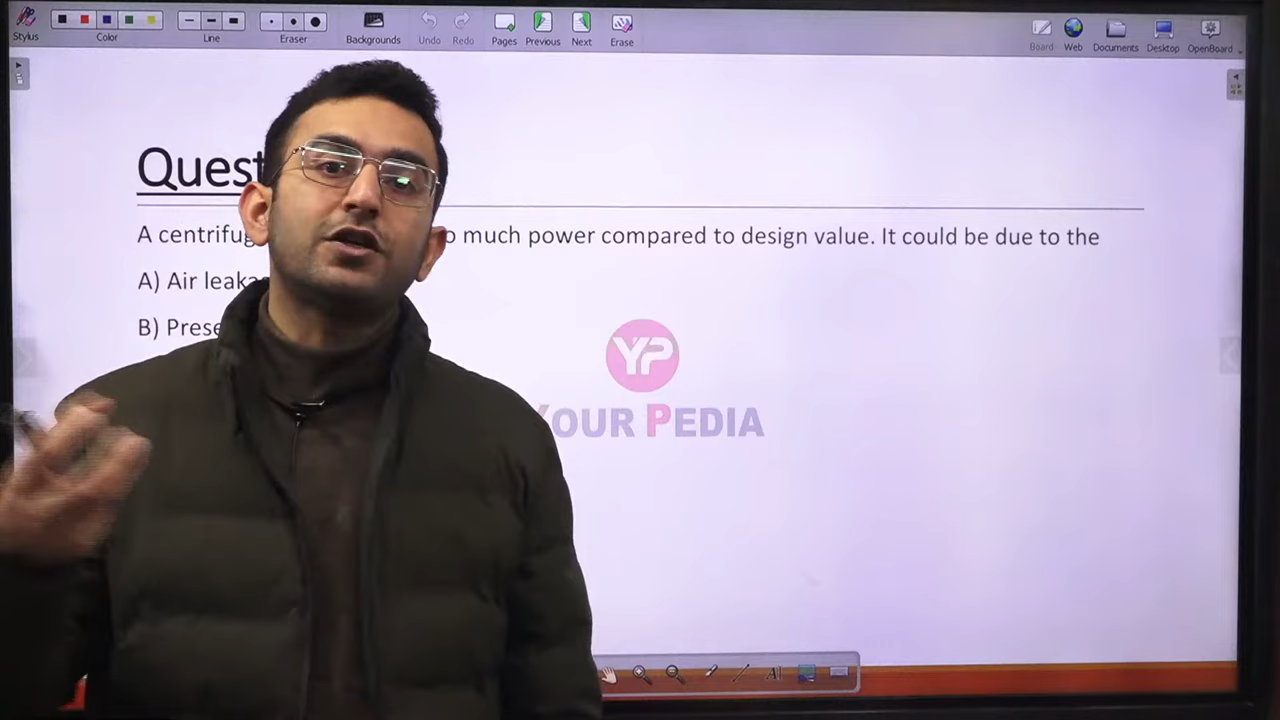 Stylus Color Line Eraser Backgrounds Undo Redo Pages Previous Next Erase Board Web Documents Desktop OpenBoard
Quest
A centrifug much power compared to design value. It could be due to the
A) Air leaka
B) Prese
YP
YOUR PEDIA
AI